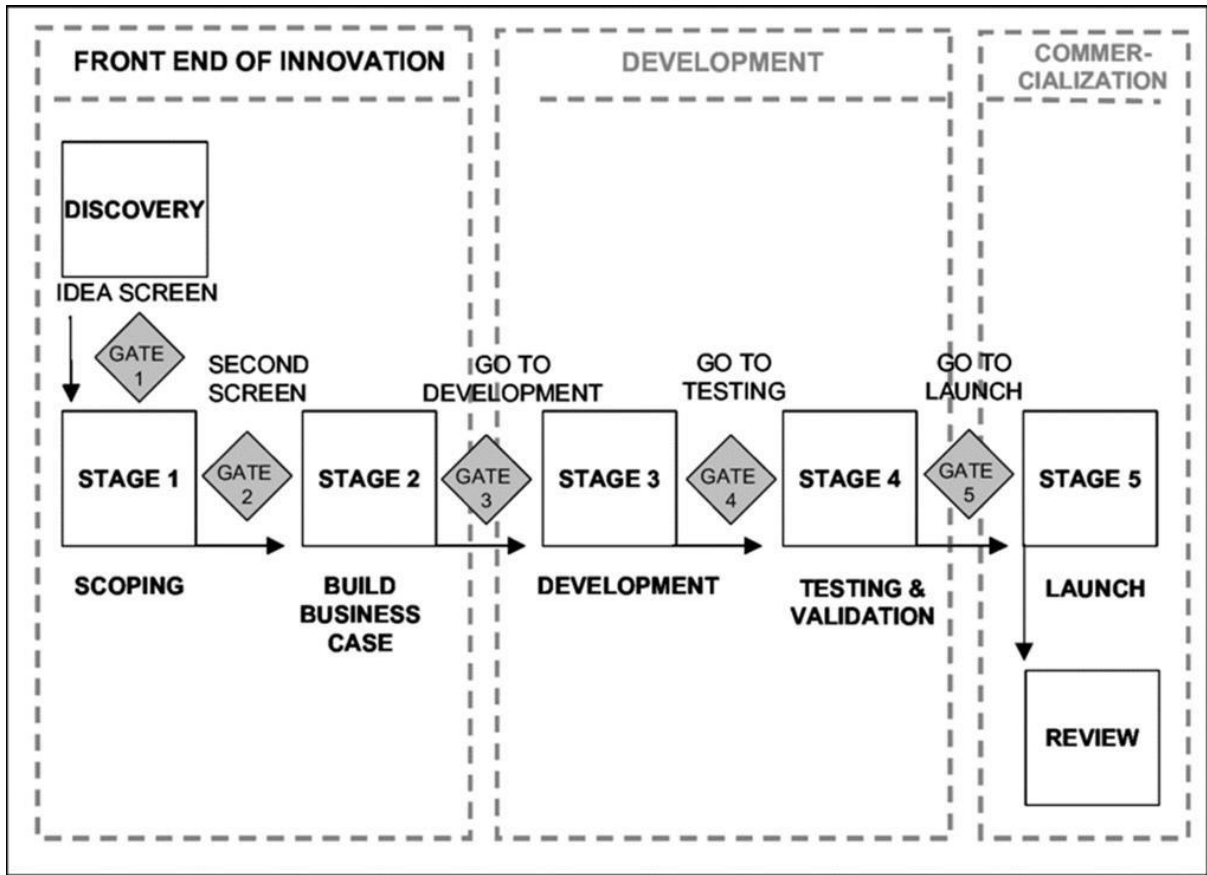 FRONT END OF INNOVATION
DEVELOPMENT
COMMER-
CIALIZATION
DISCOVERY
IDEA SCREEN
GATE
1
SECOND
SCREEN
GO TO
DEVELOPMENT
GO TO
TESTING
GO TO
LAUNCH
STAGE 1
GATE
2
STAGE 2
GATE
3
STAGE 3
GATE
4
STAGE 4
GATE
5
STAGE 5
SCOPING
BUILD
BUSINESS
CASE
DEVELOPMENT
TESTING &
VALIDATION
LAUNCH
REVIEW